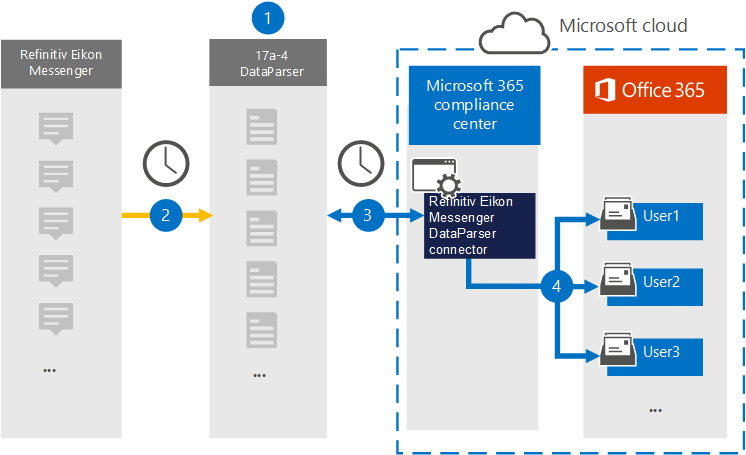 1
Microsoft cloud
Refinitiv Eikon
Messenger
17a-4
DataParser
Microsoft 365
compliance
center
Office 365
2
3
Refinitiv Eikon
Messenger
DataParser
connector
4
User1
User2
User3
...
...
...